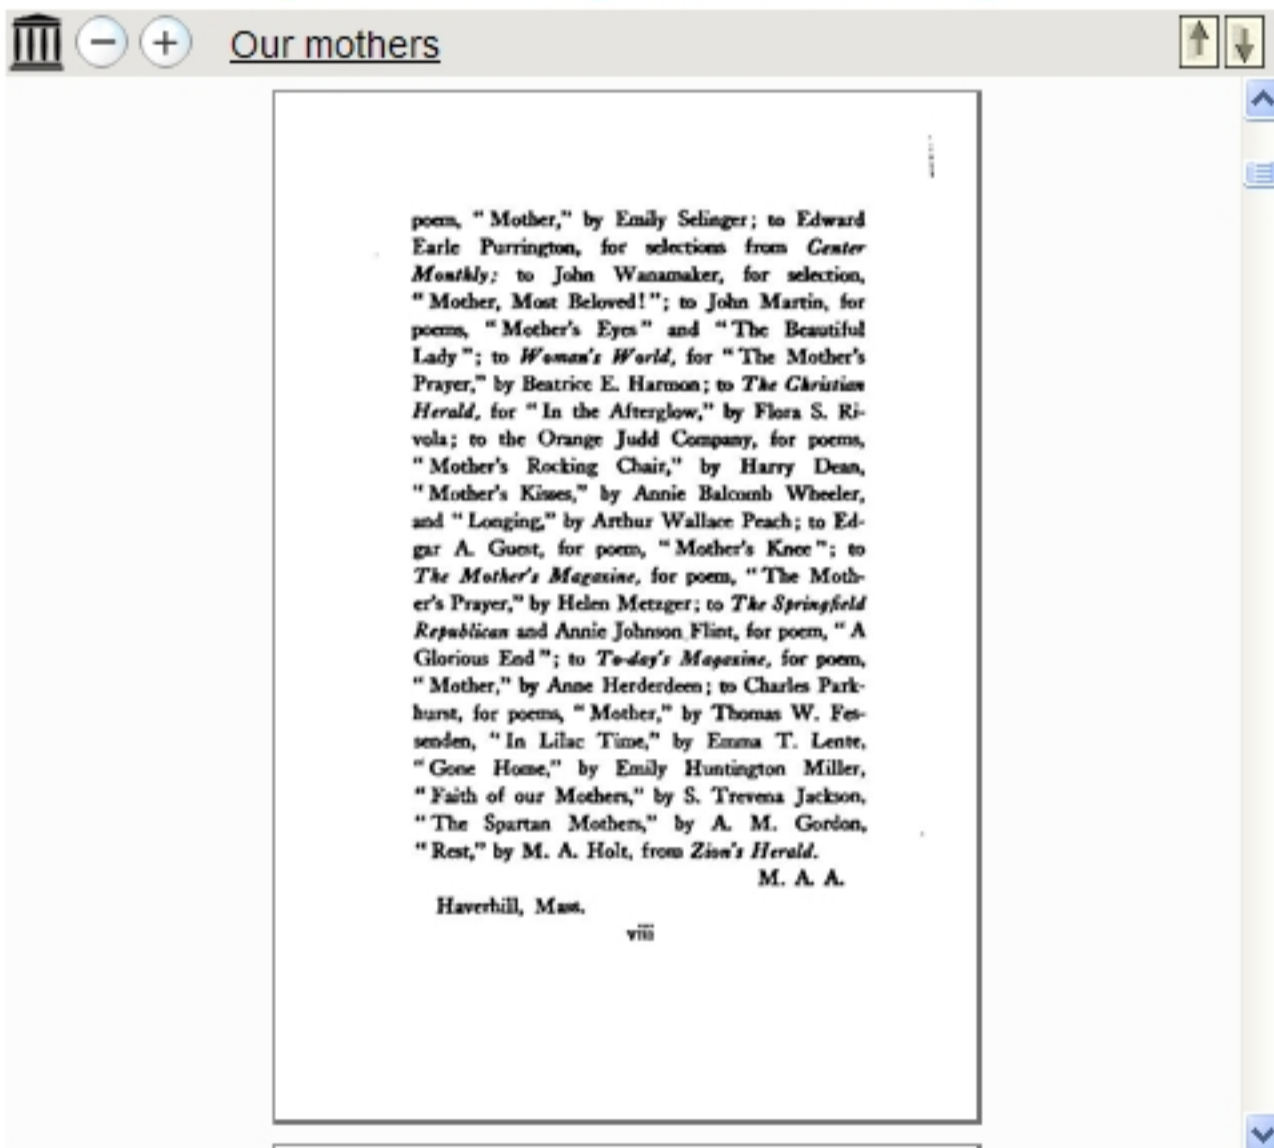 Our mothers
poem, “Mother,” by Emily Selinger; to Edward
Earle Purrington, for selections from Center
Monthly; to John Wanamaker, for selection,
“Mother, Most Beloved!”; to John Martin, for
poems, “Mother's Eyes” and “The Beautiful
Lady”; to Woman's World, for “The Mother's
Prayer,” by Beatrice E. Harmon; to The Christian
Herald, for “In the Afterglow,” by Flora S. Ri-
vola; to the Orange Judd Company, for poems,
“Mother's Rocking Chair,” by Harry Dean,
“Mother's Kisses,” by Annie Balcomb Wheeler,
and “Longing,” by Arthur Wallace Peach; to Ed-
gar A. Guest, for poem, “Mother's Knee”; to
The Mother's Magazine, for poem, “The Moth-
er's Prayer,” by Helen Metzger; to The Springfield
Republican and Annie Johnson Flint, for poem, “A
Glorious End”; to To-day's Magazine, for poem,
“Mother,” by Anne Herderdeen; to Charles Park-
hurst, for poems, “Mother,” by Thomas W. Fes-
senden, “In Lilac Time,” by Emma T. Lente,
“Gone Home,” by Emily Huntington Miller,
“Faith of our Mothers,” by S. Trevena Jackson,
“The Spartan Mothers,” by A. M. Gordon,
“Rest,” by M. A. Holt, from Zion's Herald.
M. A. A.
Haverhill, Mass.
viii